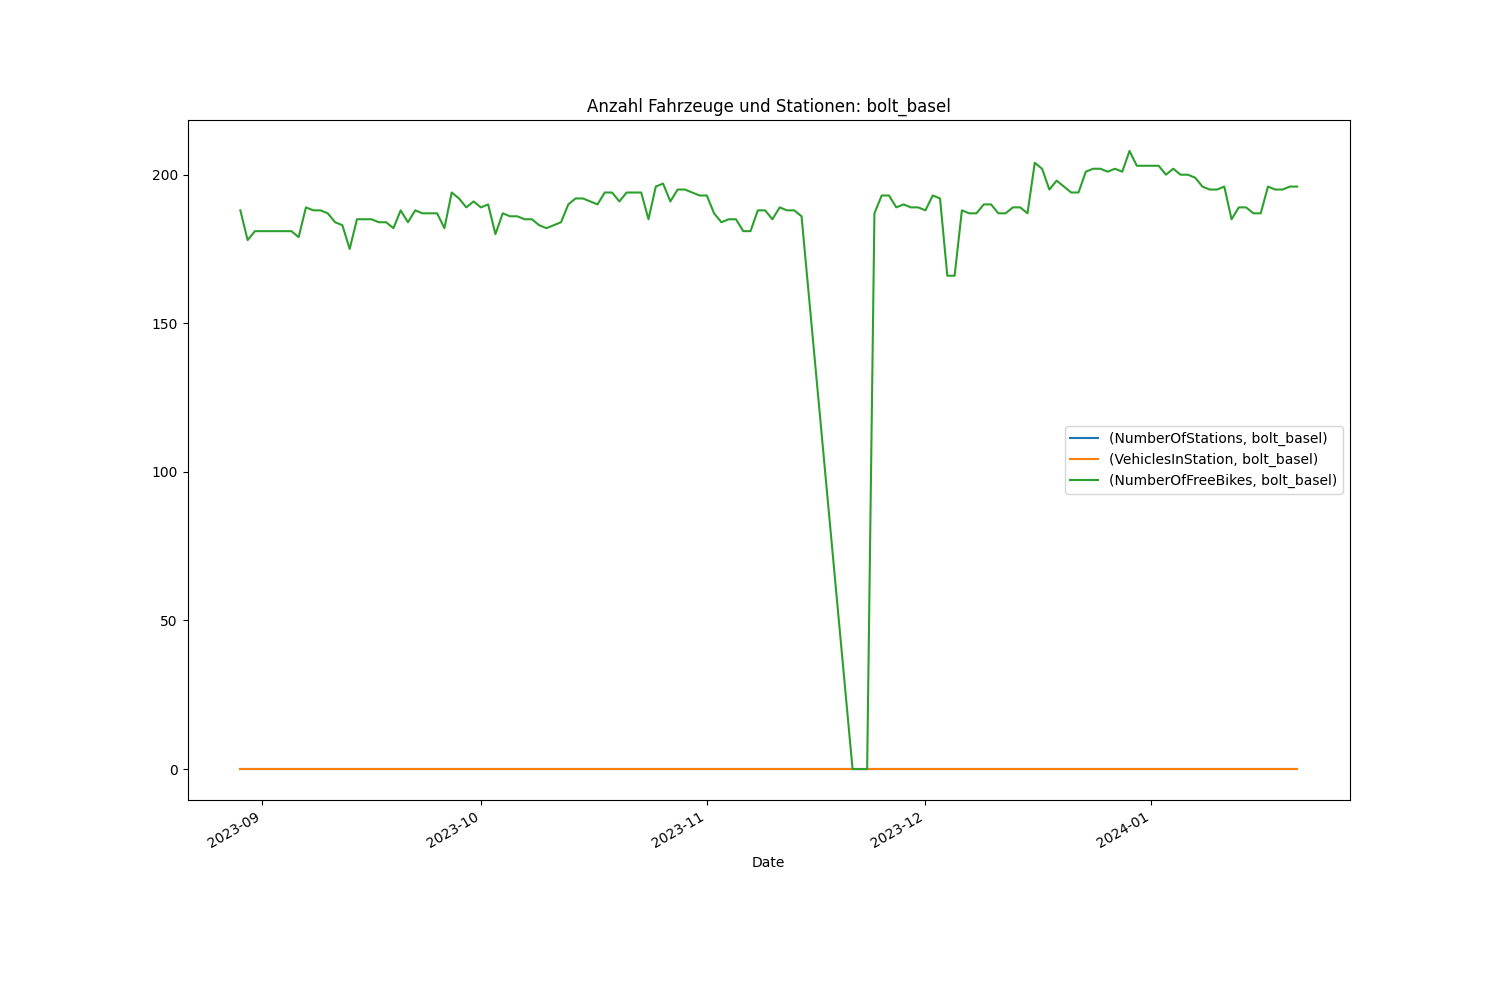 Anzahl Fahrzeuge und Stationen: bolt_basel
200
150
100
50
0
(NumberOfStations, bolt_basel)
(VehiclesInStation, bolt_basel)
(NumberOfFreeBikes, bolt_basel)
2023-09
2023-10
2023-11
2023-12
2024-01
Date